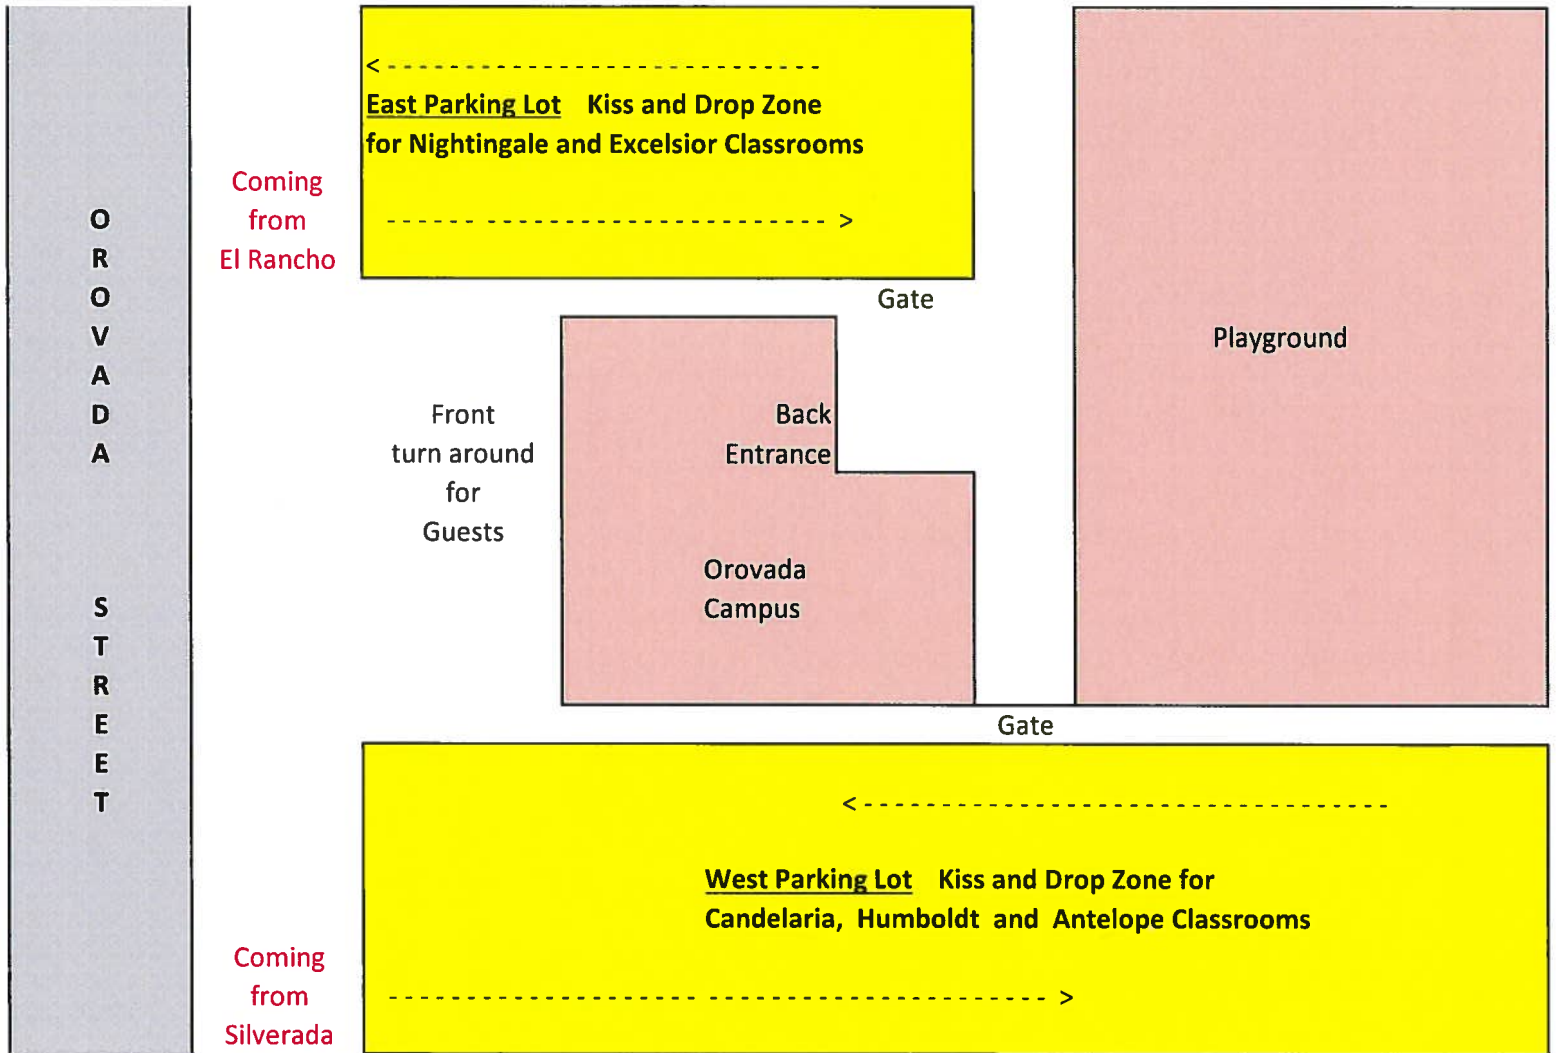 OROVADA STREET
<- - - - - - - - - - - - - - - - - - - - - - - - - - - -
East Parking Lot Kiss and Drop Zone
for Nightingale and Excelsior Classrooms
- - - - - - - - - - - - - - - - - - - - - - - - - - - - >
Coming
from
El Rancho
Gate
Playground
Front
turn around
for
Guests
Back
Entrance
Orovada
Campus
Gate
<- - - - - - - - - - - - - - - - - - - - - - - - - - - - - - - - - -
West Parking Lot Kiss and Drop Zone for
Candelaria, Humboldt and Antelope Classrooms
- - - - - - - - - - - - - - - - - - - - - - - - - - - - - - - - - - - - - - - - - - >
Coming
from
Silverada